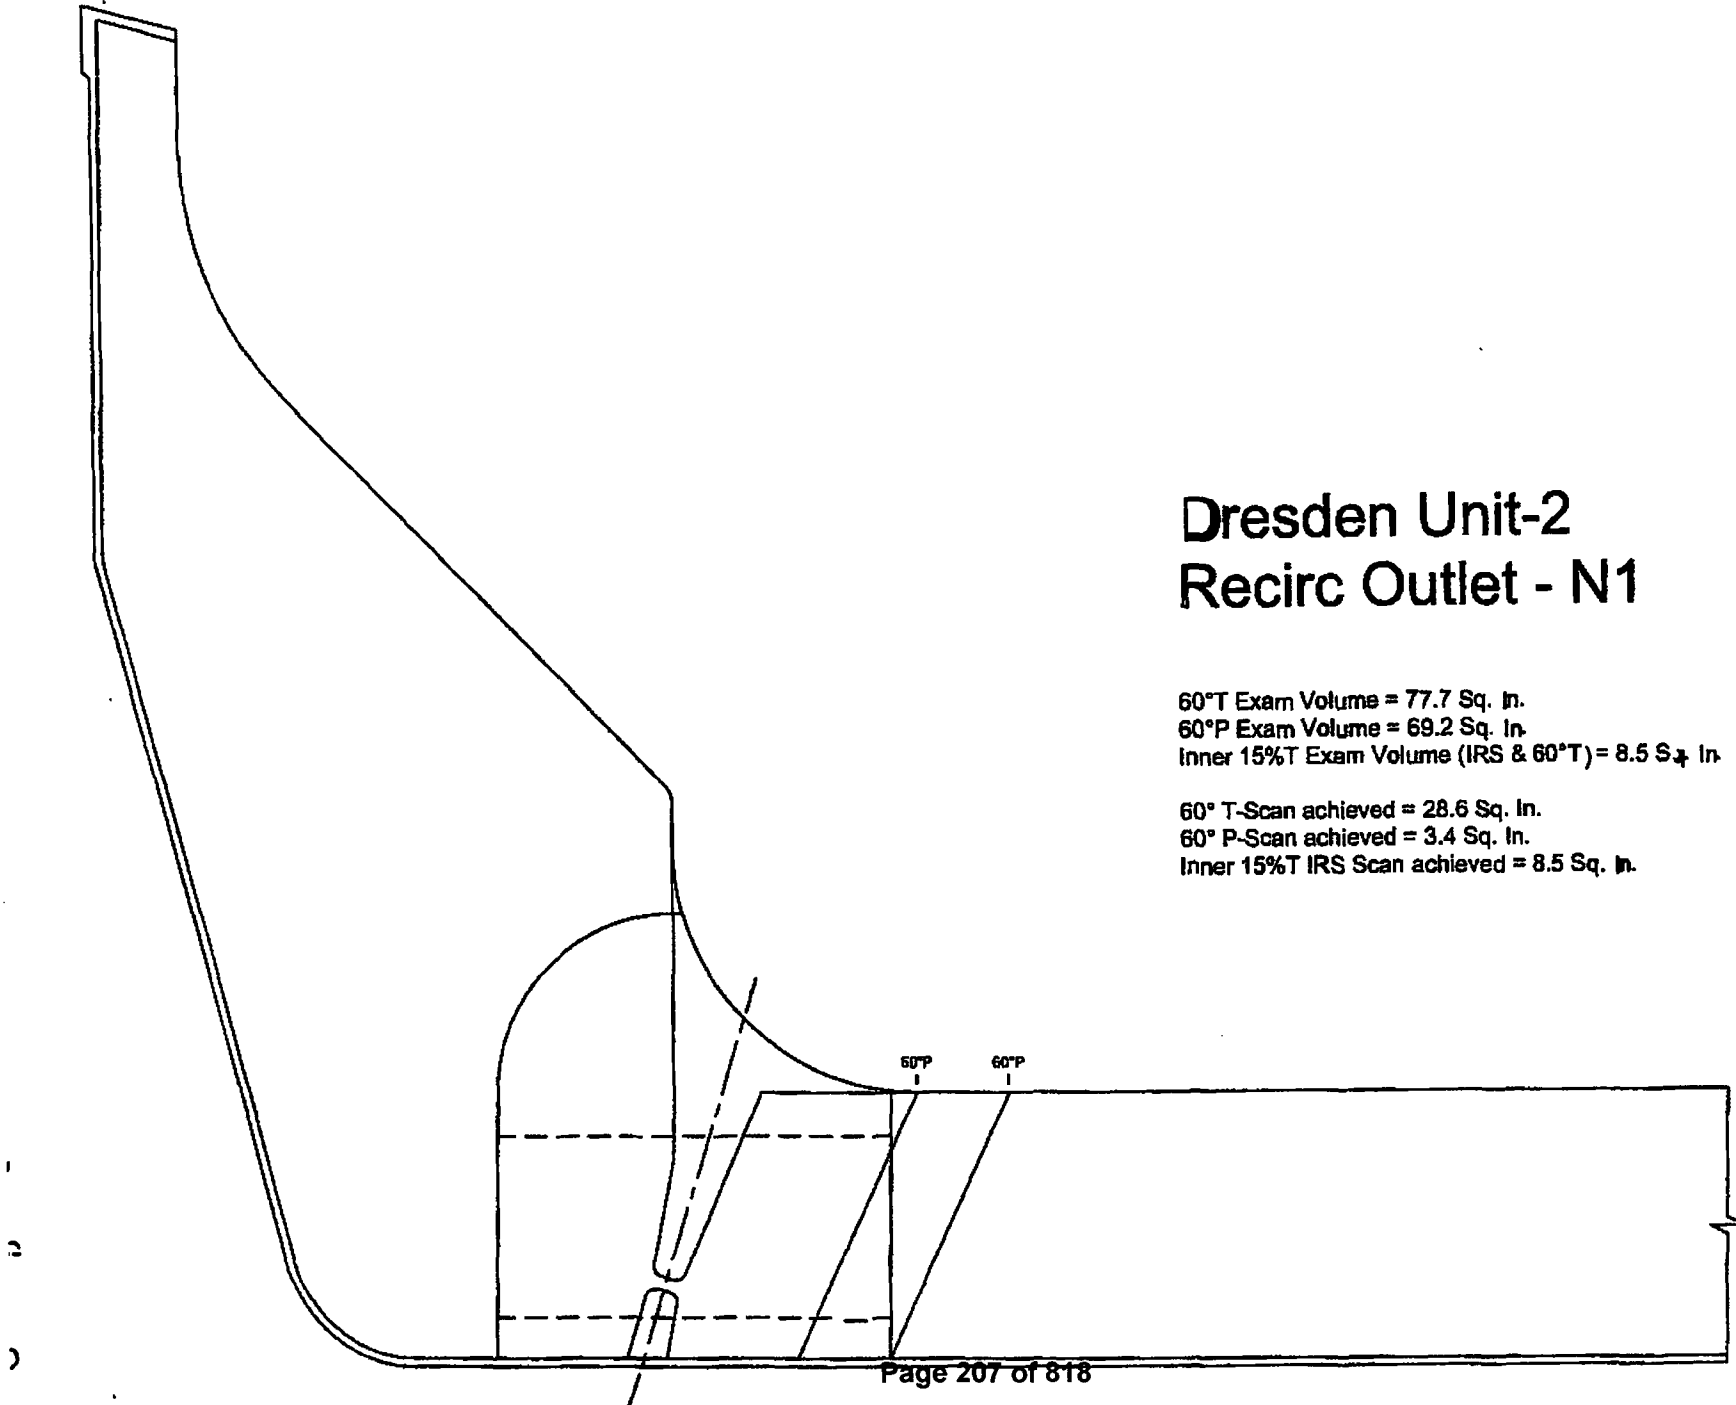 Dresden Unit-2
Recirc Outlet - N1
60°T Exam Volume = 77.7 Sq. In.
60°P Exam Volume = 69.2 Sq. In.
Inner 15%T Exam Volume (IRS & 60°T) = 8.5 Sq. In.
60° T-Scan achieved = 28.6 Sq. In.
60° P-Scan achieved = 3.4 Sq. In.
Inner 15%T IRS Scan achieved = 8.5 Sq. In.
60°P 60°P
Page 207 of 818